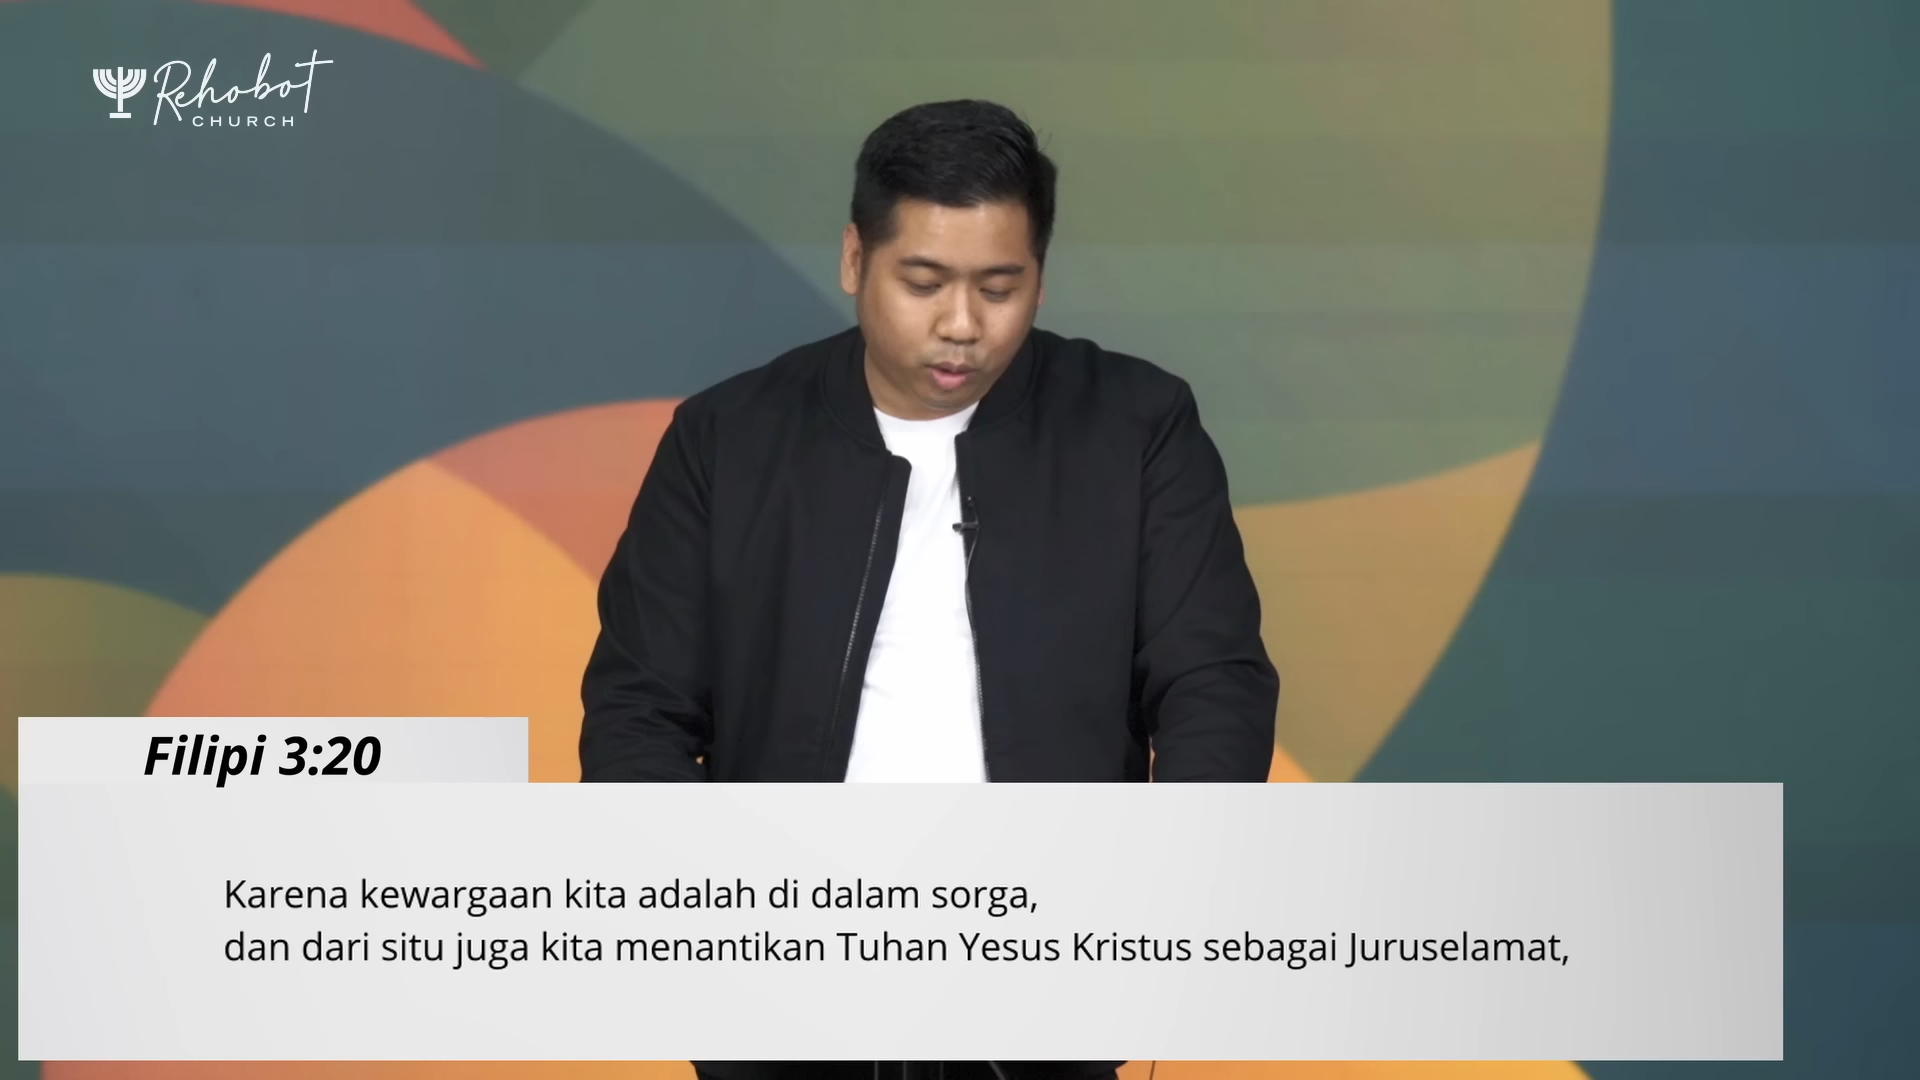 Rehobot
CHURCH
Filipi 3:20
Karena kewargaan kita adalah di dalam sorga,
dan dari situ juga kita menantikan Tuhan Yesus Kristus sebagai Juruselamat,